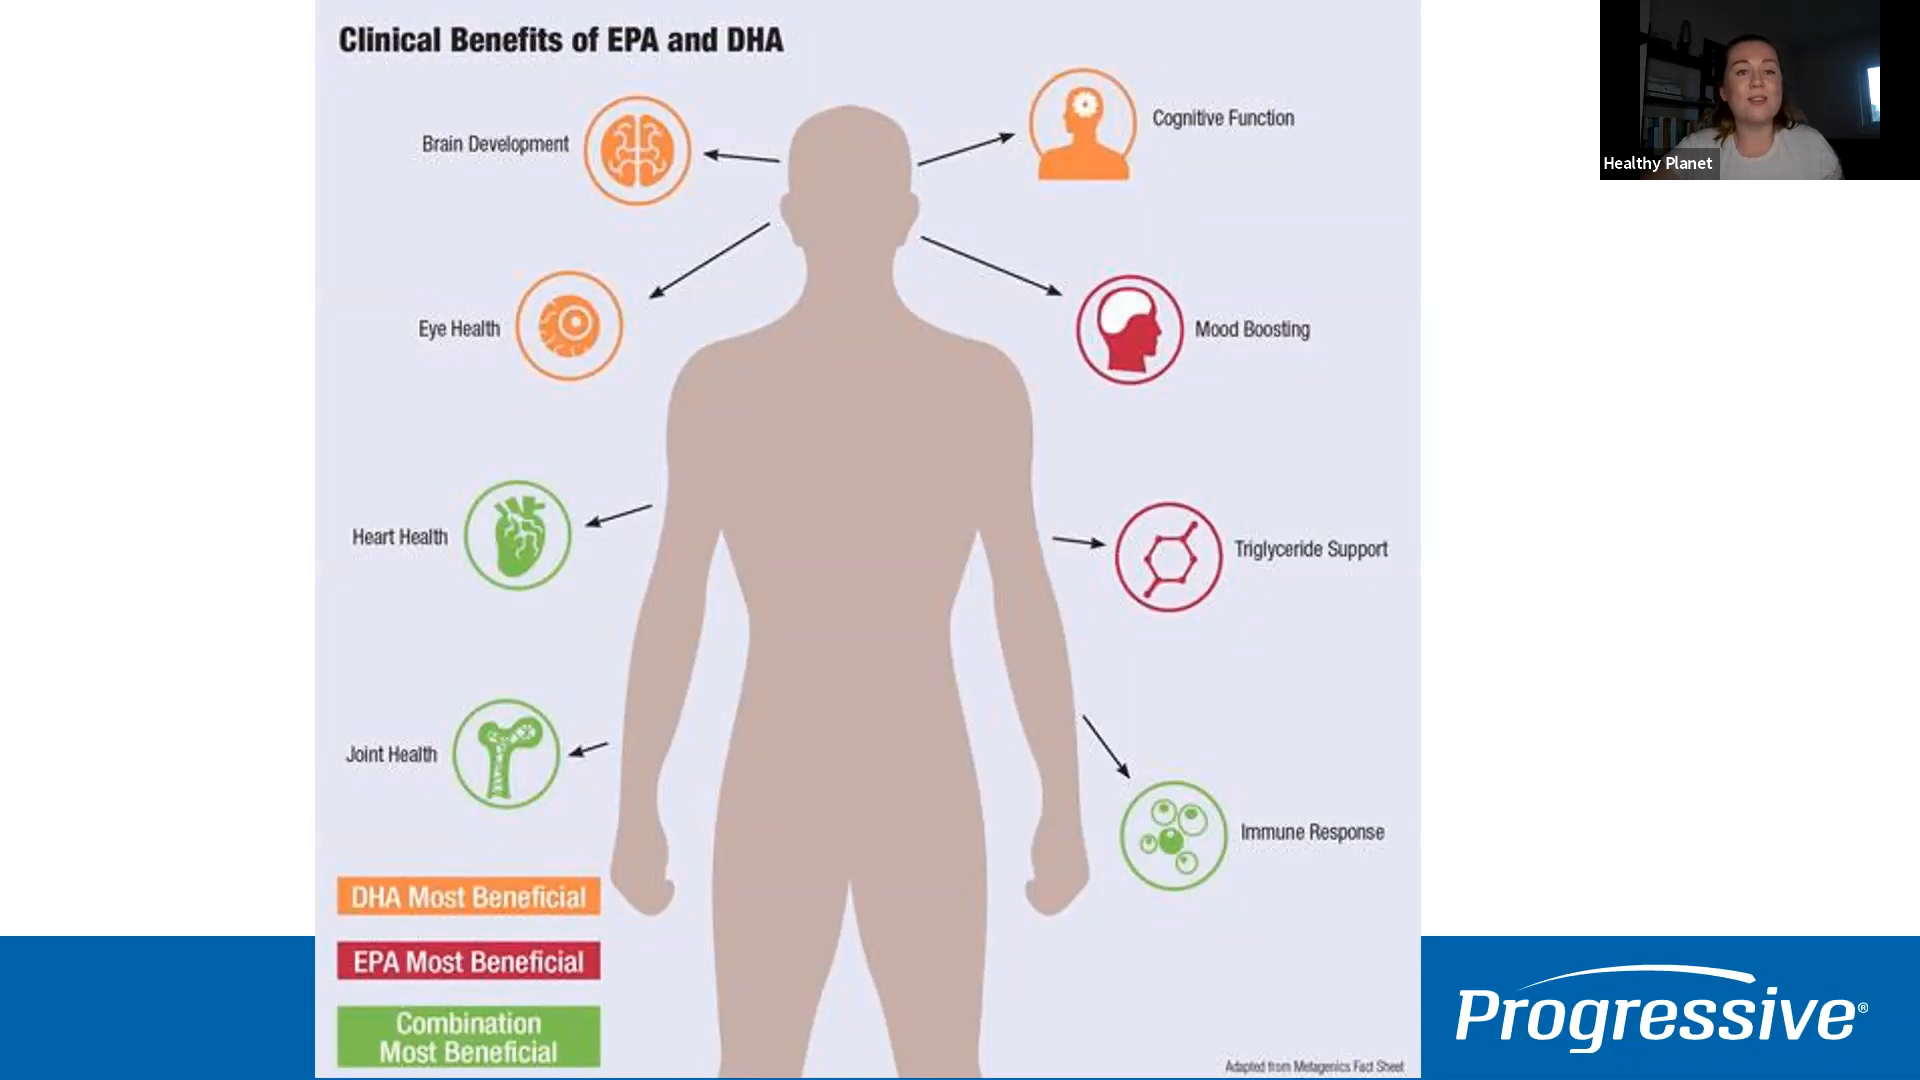 Clinical Benefits of EPA and DHA
Brain Development
Cognitive Function
Eye Health
Mood Boosting
Heart Health
Triglyceride Support
Joint Health
Immune Response
DHA Most Beneficial
EPA Most Beneficial
Combination
Most Beneficial
Adapted from Metagenics Fact Sheet
Healthy Planet
Progressive®